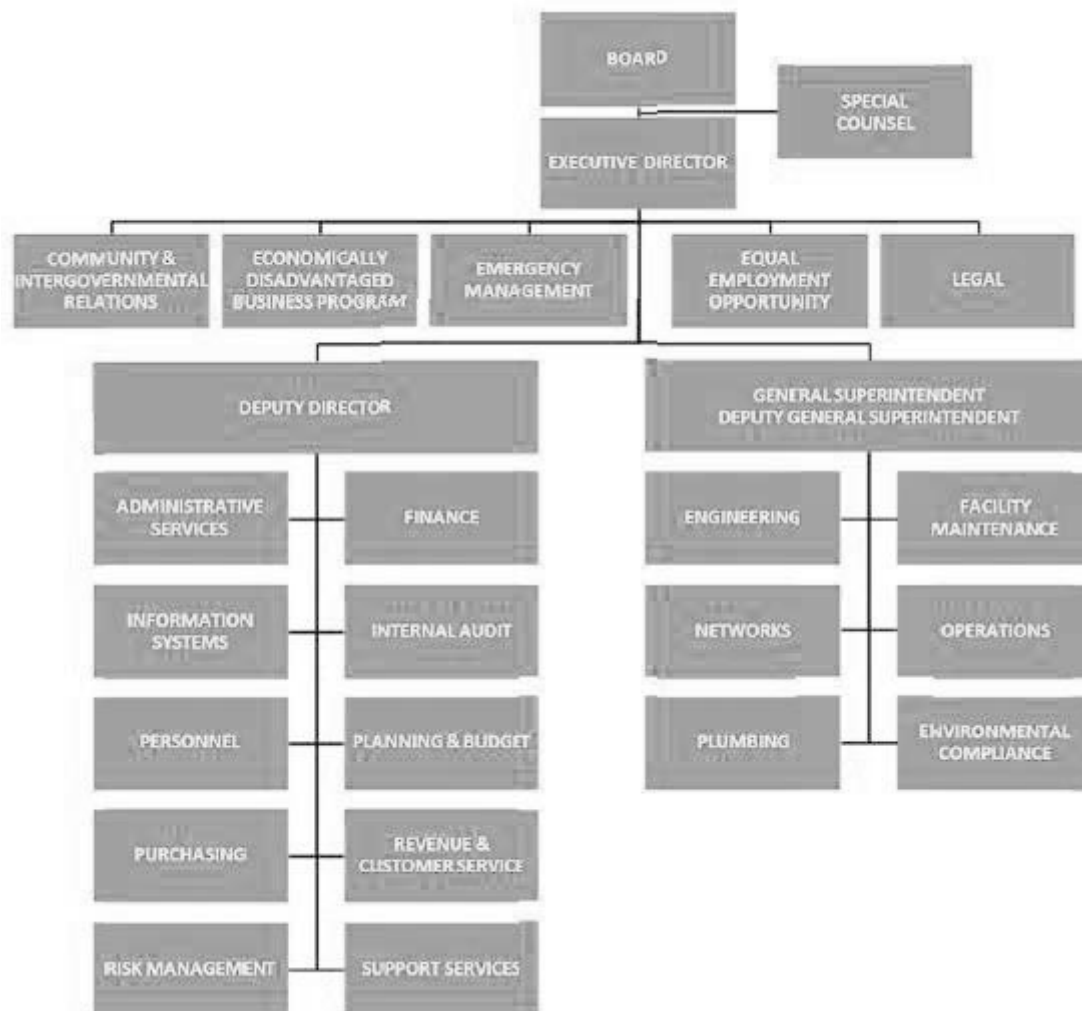 BOARD
SPECIAL
COUNSEL
EXECUTIVE DIRECTOR
COMMUNITY &
INTERGOVERNMENTAL
RELATIONS
ECONOMICALLY
DISADVANTAGED
BUSINESS PROGRAM
EMERGENCY
MANAGEMENT
EQUAL
EMPLOYMENT
OPPORTUNITY
LEGAL
DEPUTY DIRECTOR
GENERAL SUPERINTENDENT
DEPUTY GENERAL SUPERINTENDENT
ADMINISTRATIVE
SERVICES
FINANCE
ENGINEERING
FACILITY
MAINTENANCE
INFORMATION
SYSTEMS
INTERNAL AUDIT
NETWORKS
OPERATIONS
PERSONNEL
PLANNING & BUDGET
PLUMBING
ENVIRONMENTAL
COMPLIANCE
PURCHASING
REVENUE &
CUSTOMER SERVICE
RISK MANAGEMENT
SUPPORT SERVICES